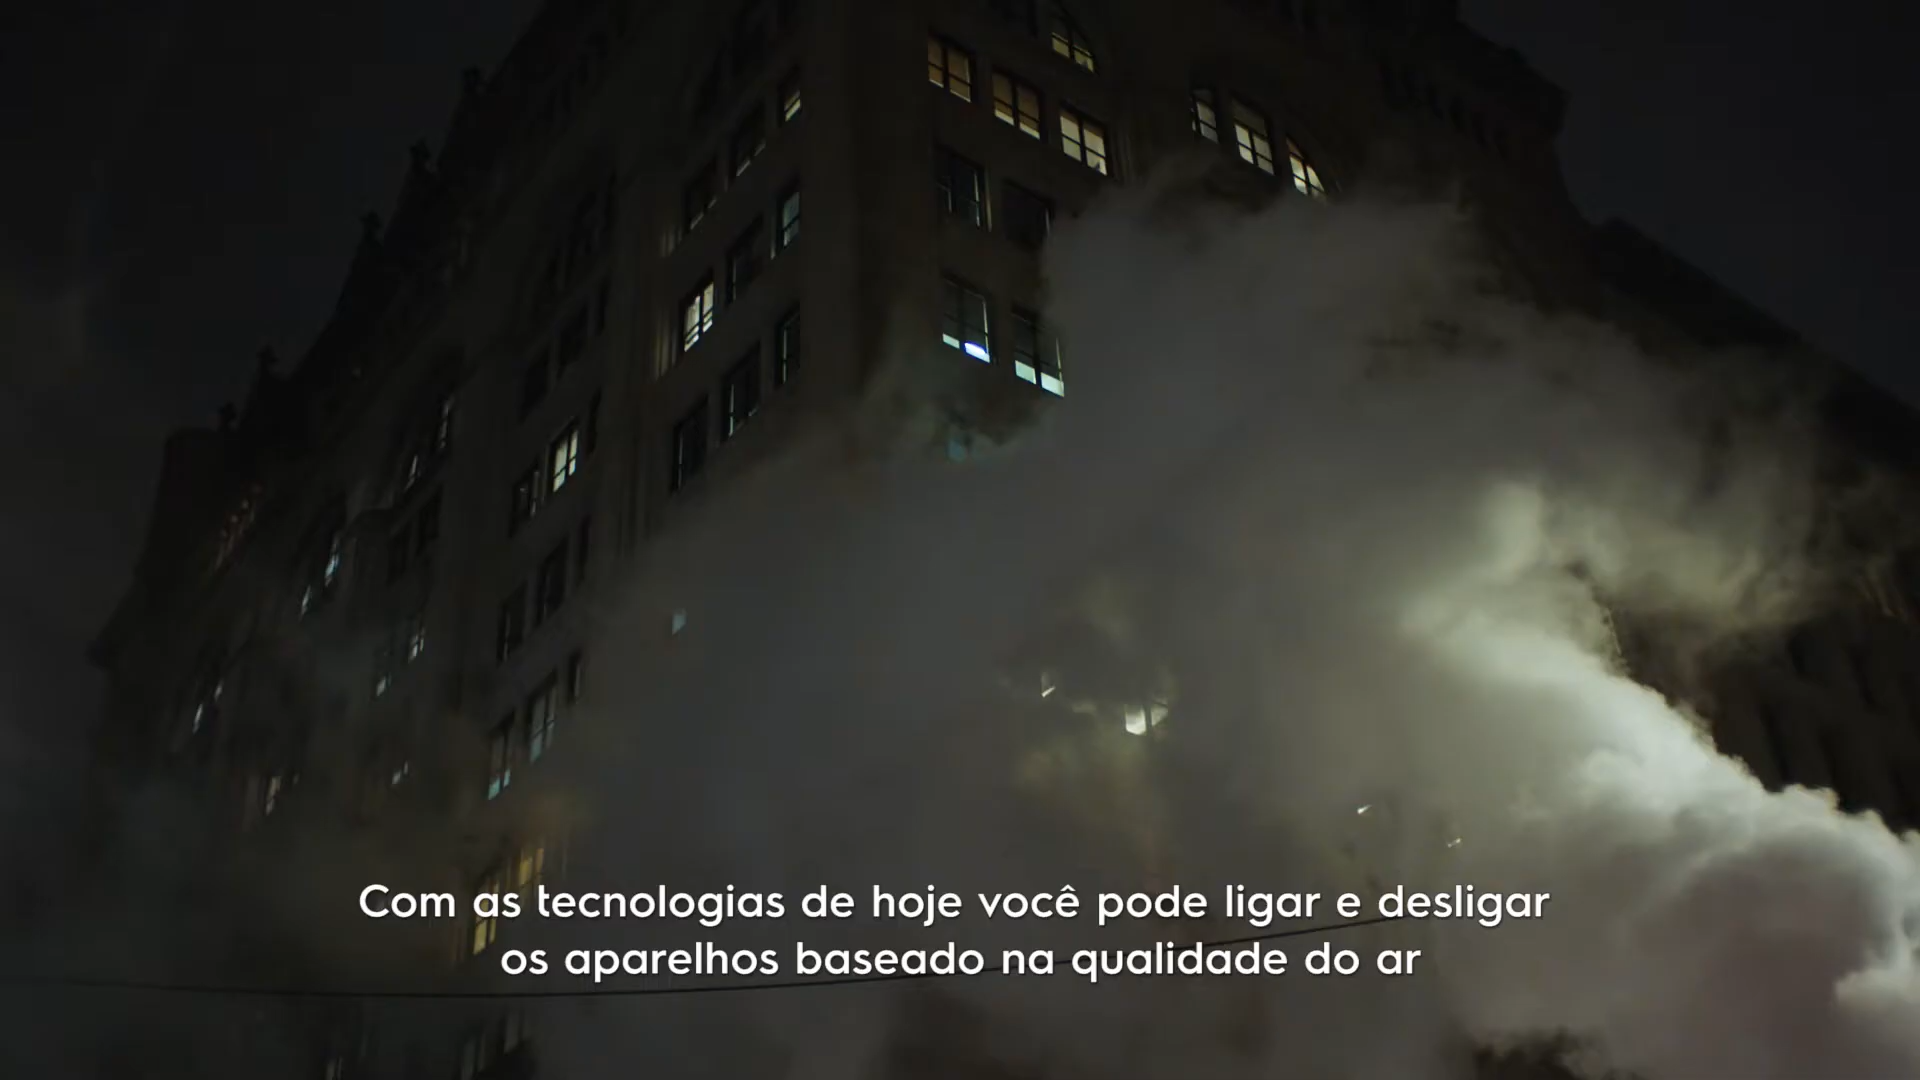 Com as tecnologias de hoje você pode ligar e desligar
os aparelhos baseado na qualidade do ar